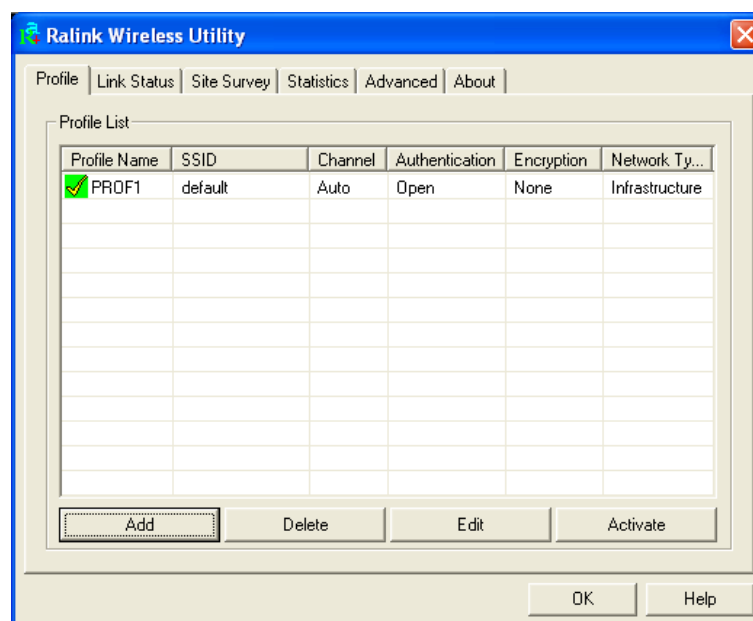 Ralink Wireless Utility
Profile Link Status Site Survey Statistics Advanced About
Profile List
Profile Name SSID Channel Authentication Encryption Network Ty...
PROF1 default Auto Open None Infrastructure
Add Delete Edit Activate
OK Help